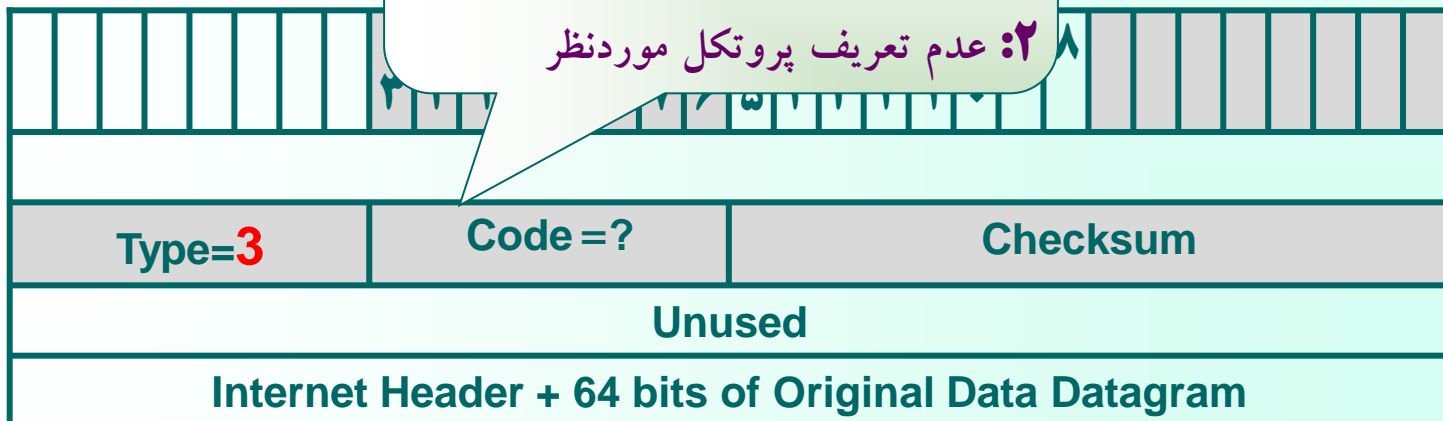 ۲: عدم تعریف پروتکل موردنظر
Type=3
Code =?
Checksum
Unused
Internet Header + 64 bits of Original Data Datagram